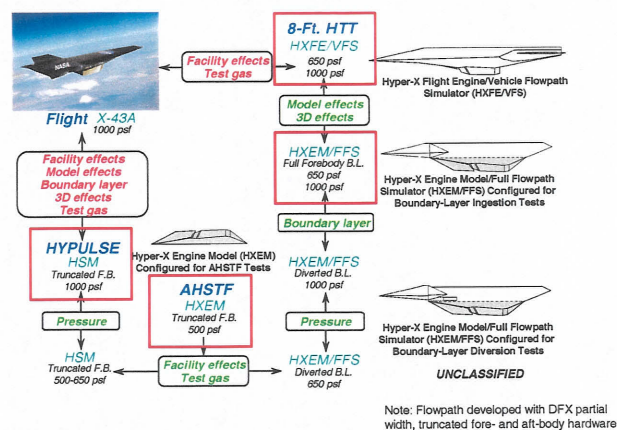 NASA
Flight X-43A
1000 psf
Facility effects
Test gas
8-Ft. HTT
HXFE/VFS
650 psf
1000 psf
Hyper-X Flight Engine/Vehicle Flowpath
Simulator (HXFE/VFS)
Model effects
3D effects
Facility effects
Model effects
Boundary layer
3D effects
Test gas
HXEM/FFS
Full Forebody B.L.
650 psf
1000 psf
Hyper-X Engine Model/Full Flowpath
Simulator (HXEM/FFS) Configured for
Boundary-Layer Ingestion Tests
Boundary layer
HYPULSE
HSM
Truncated F.B.
1000 psf
Hyper-X Engine Model (HXEM)
Configured for AHSTF Tests
HXEM/FFS
Diverted B.L.
1000 psf
AHSTF
HXEM
Truncated F.B.
500 psf
Pressure
Pressure
Hyper-X Engine Model/Full Flowpath
Simulator (HXEM/FFS) Configured for
Boundary-Layer Diversion Tests
HSM
Truncated F.B.
500-650 psf
Facility effects
Test gas
HXEM/FFS
Diverted B.L.
650 psf
UNCLASSIFIED
Note: Flowpath developed with DFX partial
width, truncated fore- and aft-body hardware